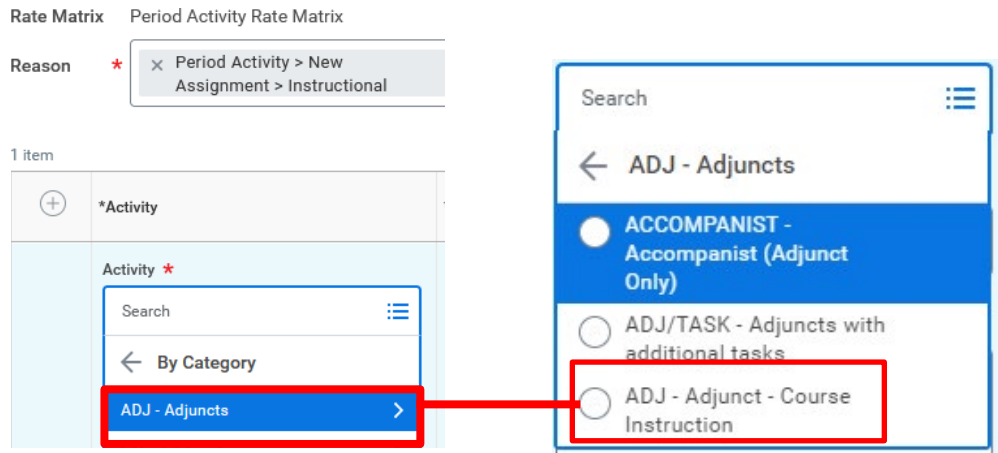 Rate Matrix Period Activity Rate Matrix
Reason * × Period Activity > New
Assignment > Instructional
1 item
*Activity
Activity *
Search
By Category
ADJ - Adjuncts
Search
ADJ - Adjuncts
ACCOMPANIST -
Accompanist (Adjunct
Only)
ADJ/TASK - Adjuncts with
additional tasks
ADJ - Adjunct - Course
Instruction